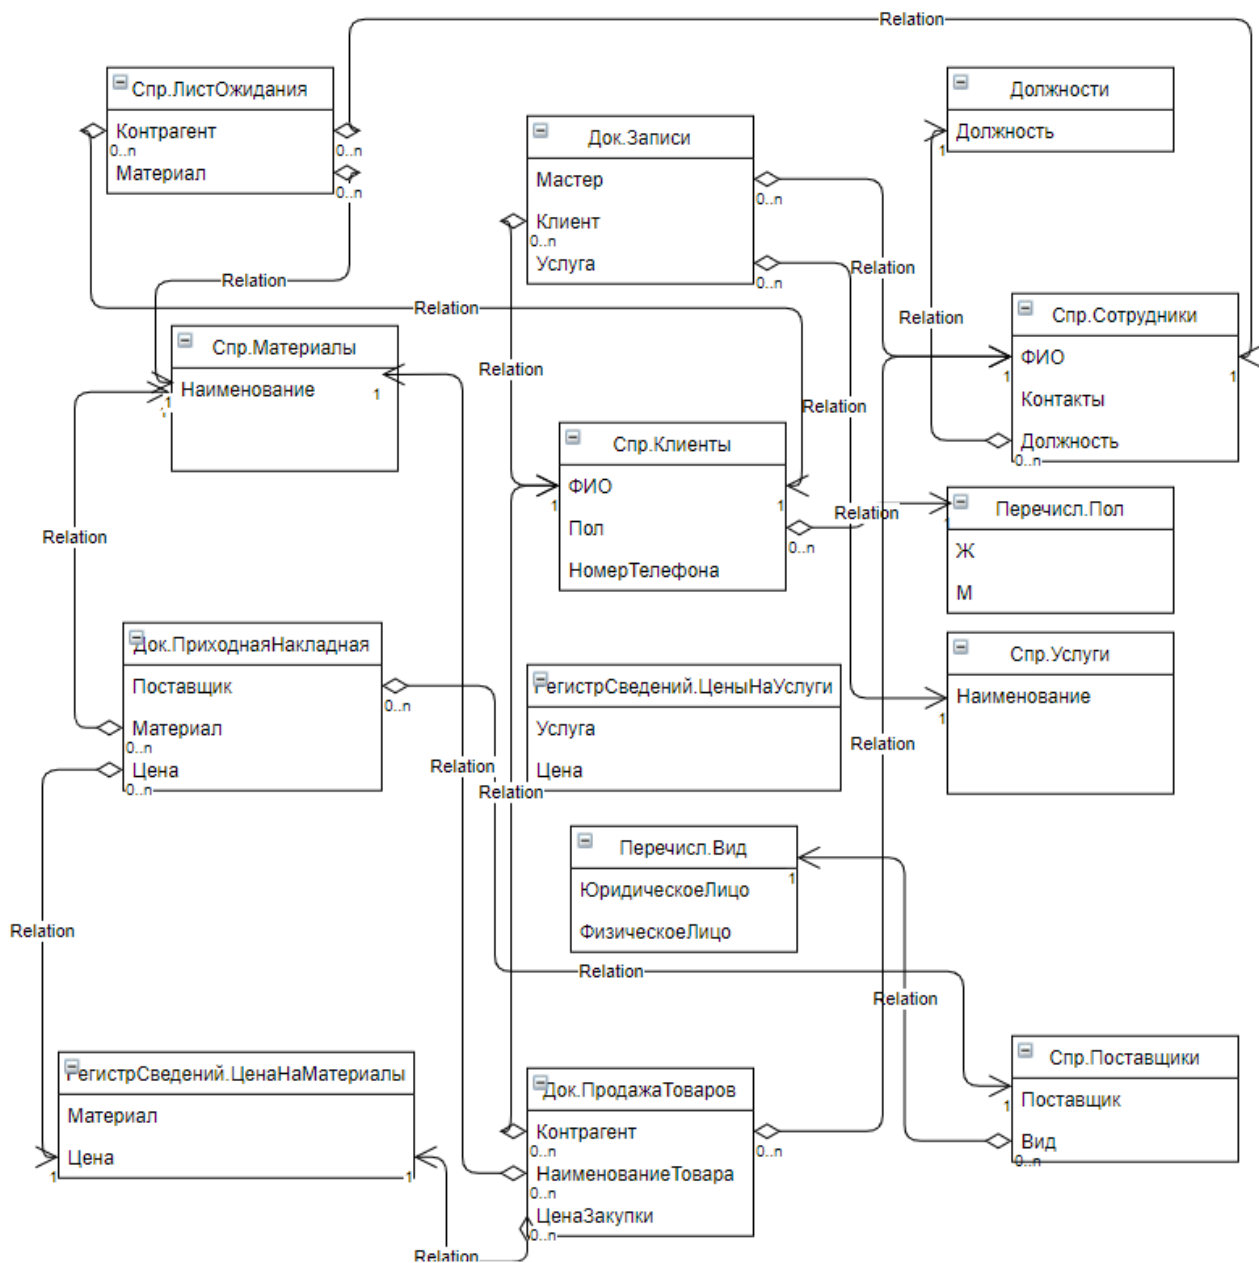 Relation
Спр.ЛистОжидания
Контрагент
0..n
0..n
Материал
0..n
Док.Записи
Мастер
0..n
Клиент
0..n
Услуга
0..n
Должности
Должность
1
Relation
Relation
Relation
Relation
Спр.Сотрудники
ФИО
1
1
Контакты
Должность
0..n
Спр.Материалы
Наименование
1
1
Relation
Relation
Спр.Клиенты
ФИО
1
1
Пол
0..n
НомерТелефона
Relation
Перечисл.Пол
Ж
М
Relation
Док.ПриходнаяНакладная
Поставщик
0..n
Материал
0..n
Цена
0..n
РегистрСведений.ЦеныНаУслуги
Услуга
Цена
Спр.Услуги
Наименование
1
Relation
Relation
Relation
Перечисл.Вид
1
ЮридическоеЛицо
ФизическоеЛицо
Relation
Relation
Relation
РегистрСведений.ЦенаНаМатериалы
Материал
Цена
1
1
Док.ПродажаТоваров
Контрагент
0..n
0..n
НаименованиеТовара
0..n
ЦенаЗакупки
0..n
Спр.Поставщики
Поставщик
1
Вид
0..n
Relation